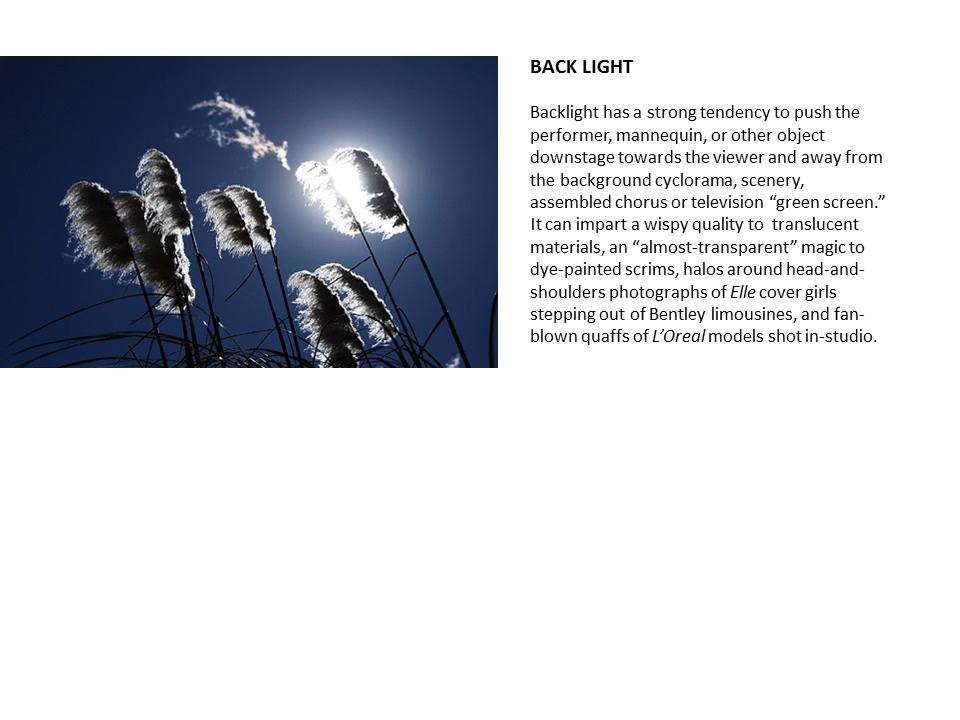 BACK LIGHT
Backlight has a strong tendency to push the
performer, mannequin, or other object
downstage towards the viewer and away from
the background cyclorama, scenery,
assembled chorus or television “green screen.”
It can impart a wispy quality to  translucent
materials, an “almost-transparent” magic to
dye-painted scrims, halos around head-and-
shoulders photographs of Elle cover girls
stepping out of Bentley limousines, and fan-
blown quaffs of L’Oreal models shot in-studio.